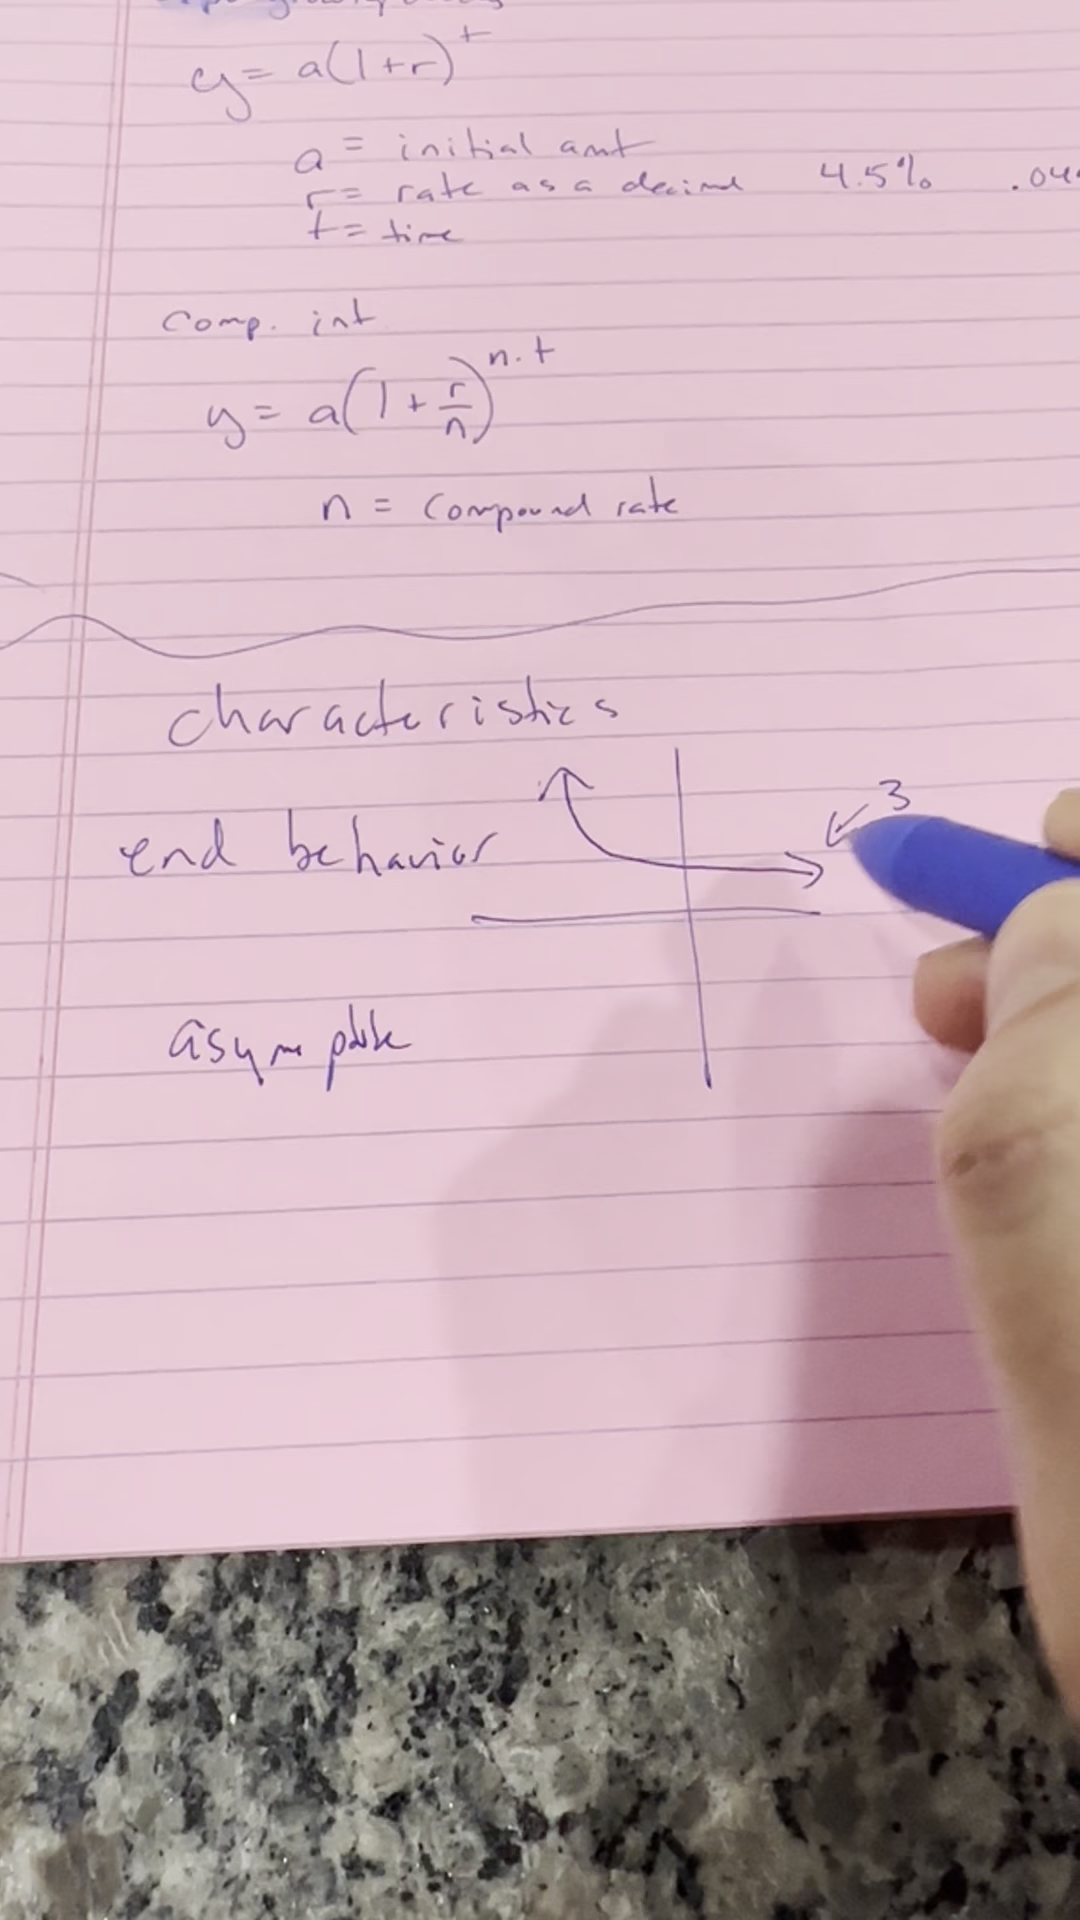 y = a(1+r)^t
a = initial amt
r = rate as a decimal 4.5% .04
t = time
Comp. int
y = a(1 + r/n)^n·t
n = compound rate
characteristics
end behavior
3
asymptote